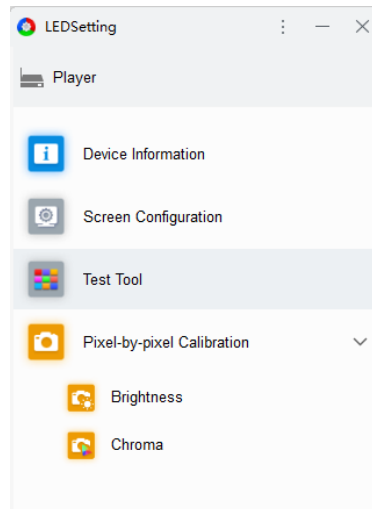 LEDSetting
Player
Device Information
Screen Configuration
Test Tool
Pixel-by-pixel Calibration
Brightness
Chroma